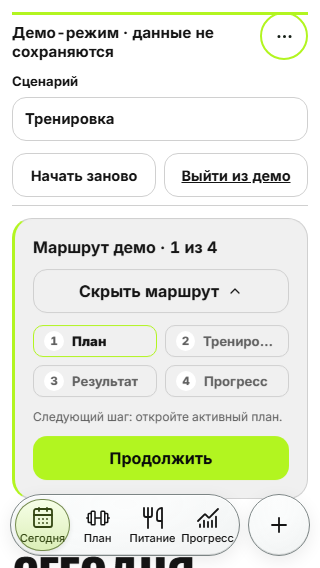 Демо-режим · данные не
сохраняются
...
Сценарий
Тренировка
Начать заново
Выйти из демо
Маршрут демо · 1 из 4
Скрыть маршрут
1 План
2 Трениро...
3 Результат
4 Прогресс
Следующий шаг: откройте активный план.
Продолжить
Сегодня План Питание Прогресс +
СЕГОДНЯ